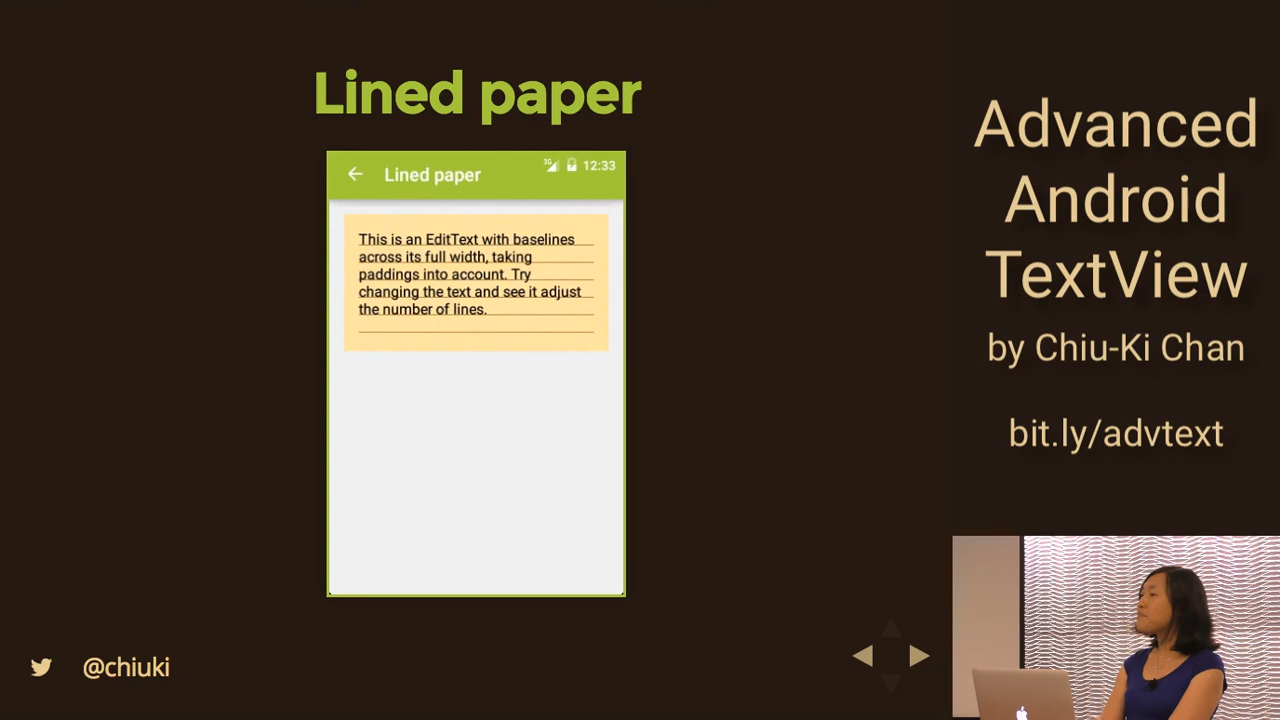 Lined paper
3G 12:33
Lined paper
This is an EditText with baselines
across its full width, taking
paddings into account. Try
changing the text and see it adjust
the number of lines.
@chiuki
Advanced
Android
TextView
by Chiu-Ki Chan
bit.ly/advtext